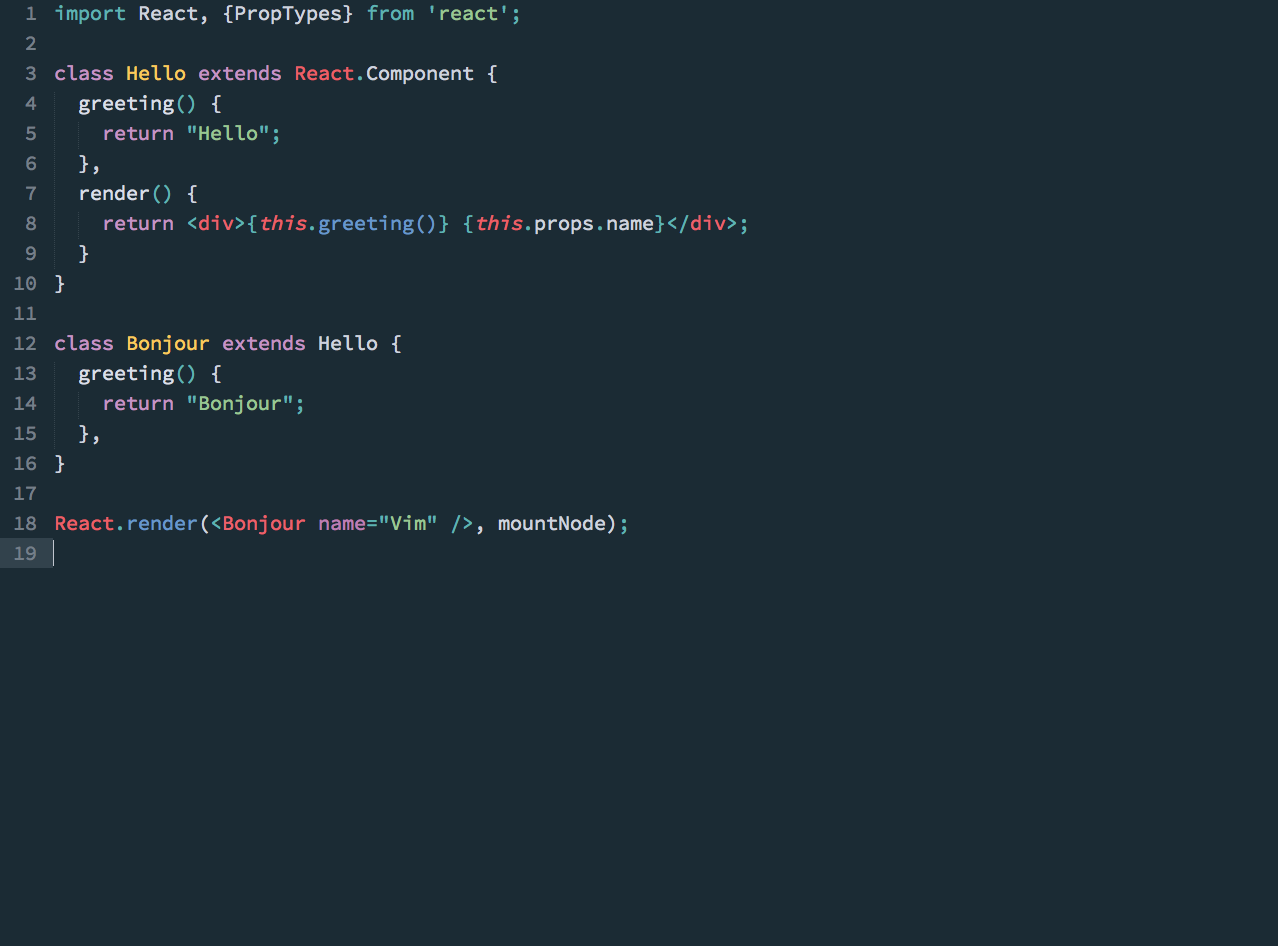 1 import React, {PropTypes} from 'react';
2
3 class Hello extends React.Component {
4   greeting() {
5     return "Hello";
6   },
7   render() {
8     return <div>{this.greeting()} {this.props.name}</div>;
9   }
10 }
11
12 class Bonjour extends Hello {
13   greeting() {
14     return "Bonjour";
15   },
16 }
17
18 React.render(<Bonjour name="Vim" />, mountNode);
19